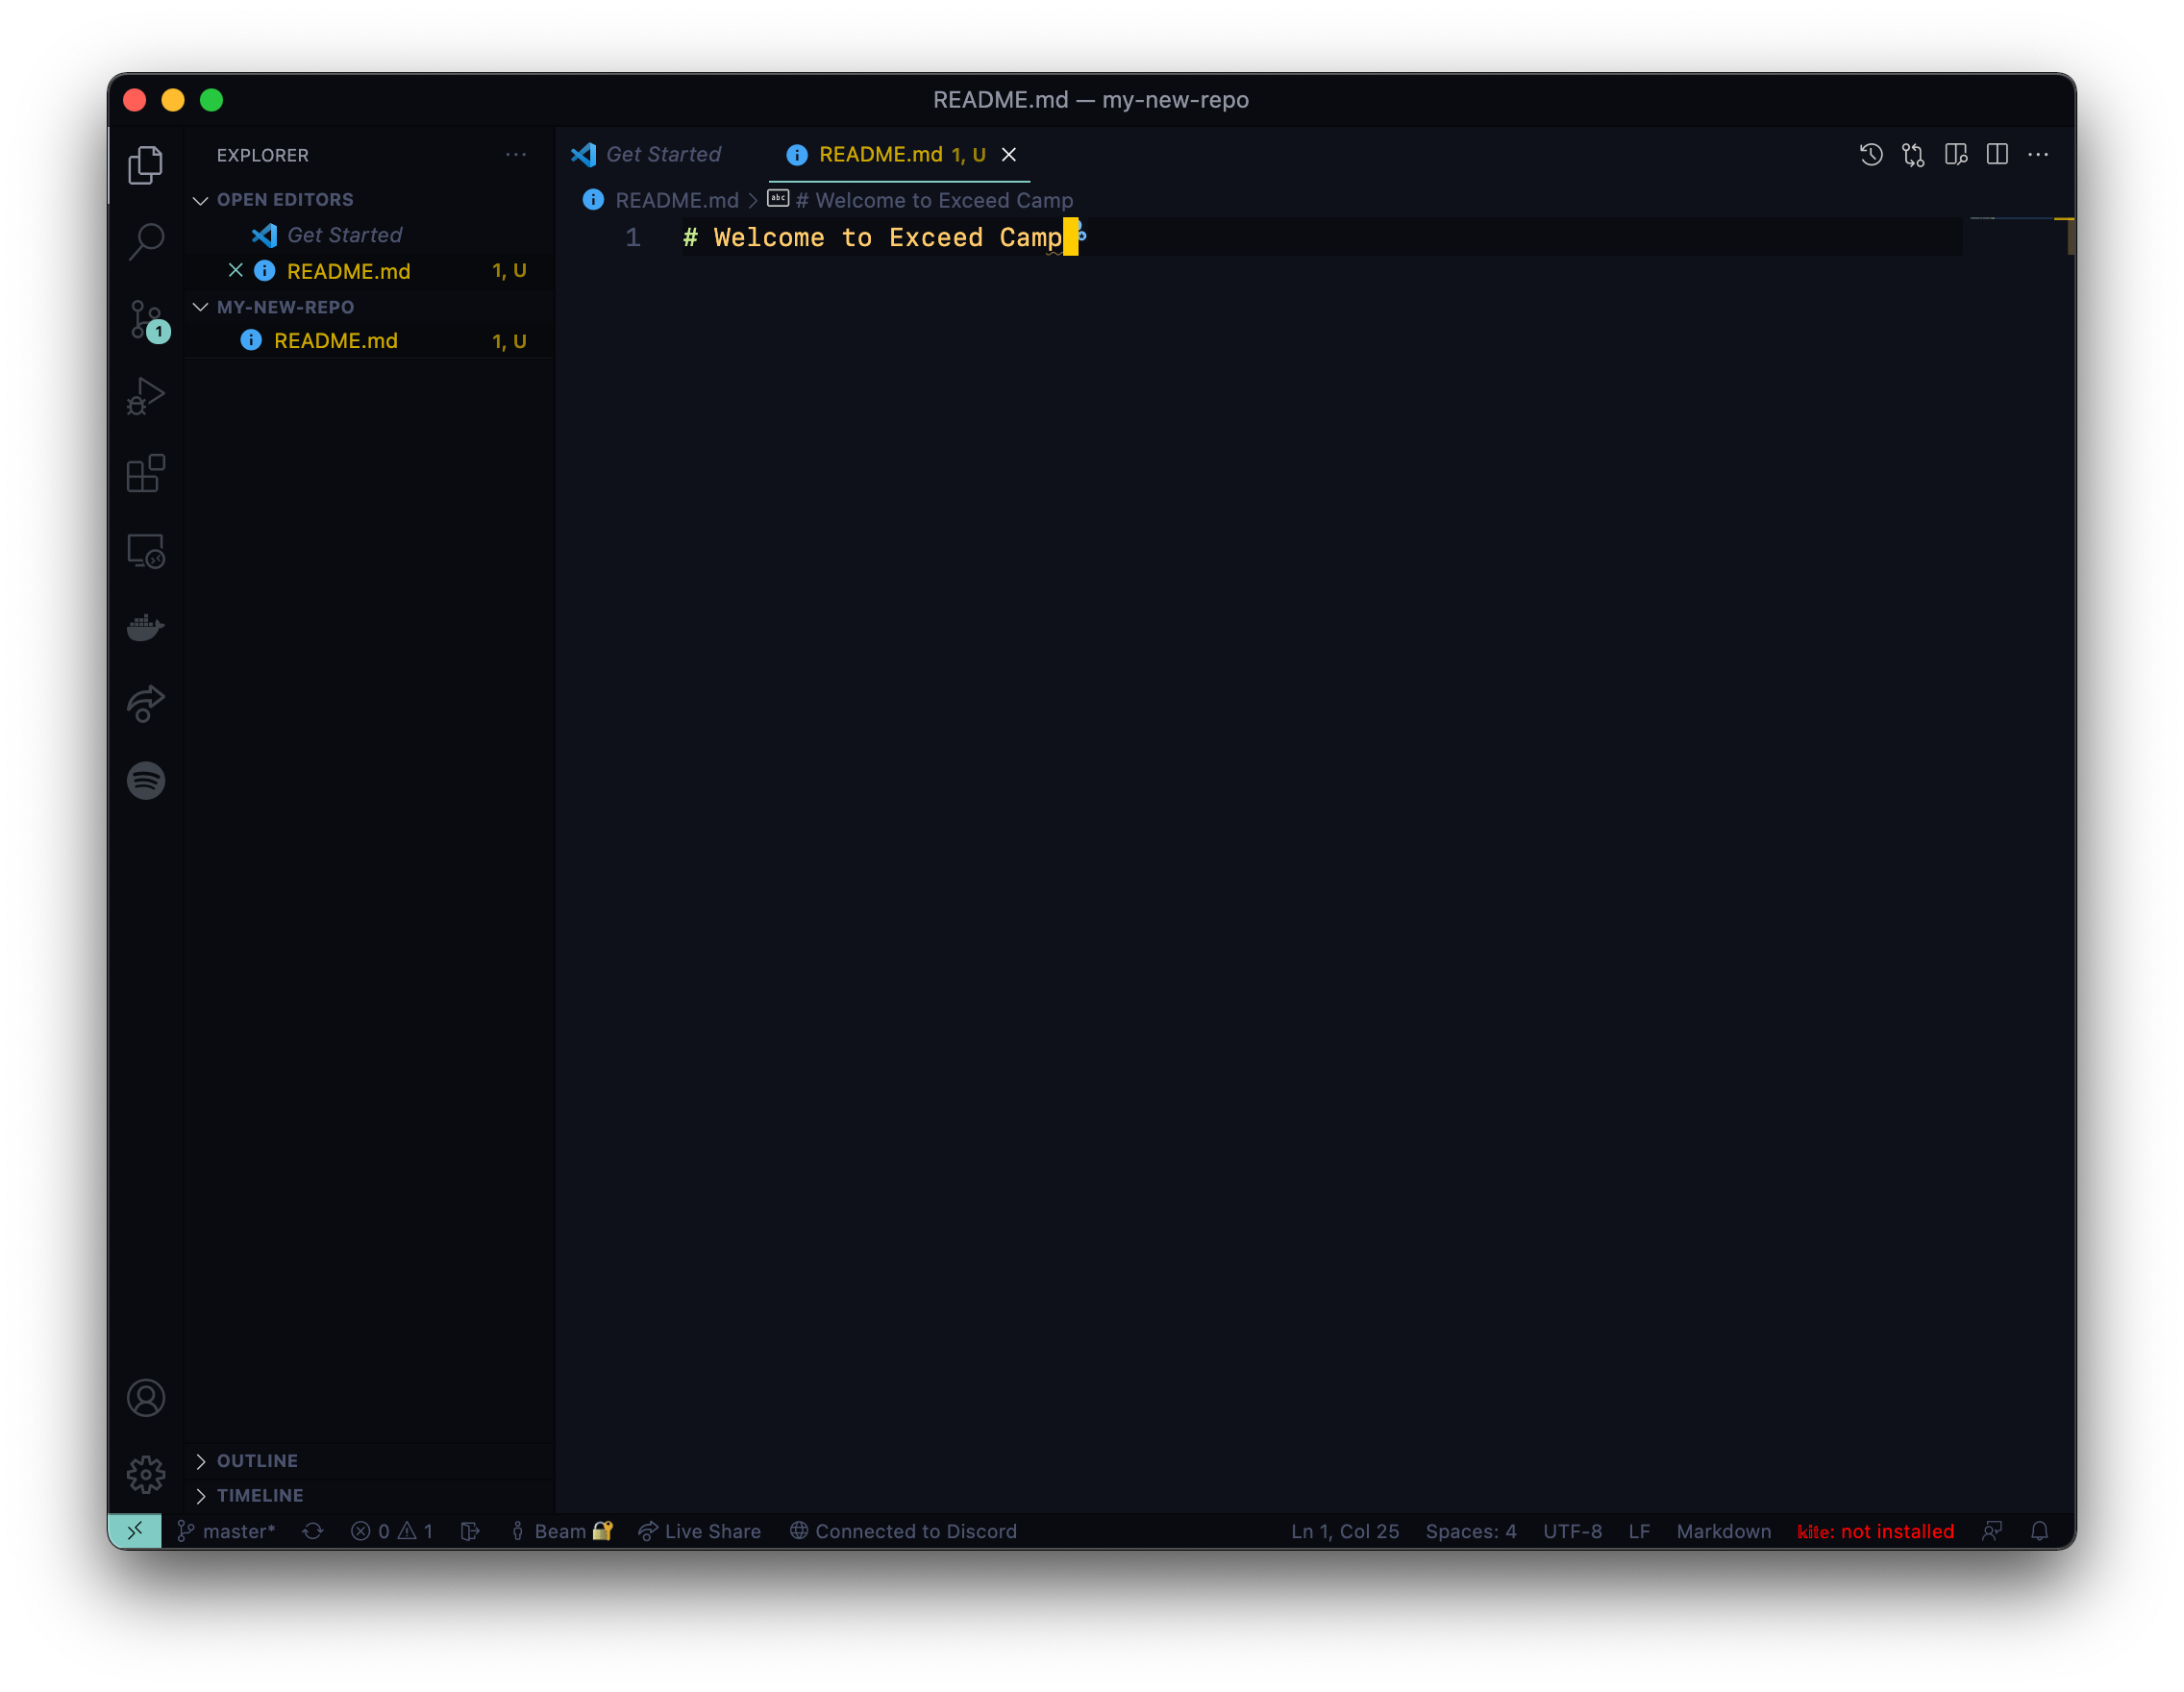 README.md — my-new-repo
EXPLORER
Get Started
README.md 1, U
OPEN EDITORS
README.md > # Welcome to Exceed Camp
Get Started
1 # Welcome to Exceed Camp
README.md 1, U
MY-NEW-REPO
1
README.md 1, U
OUTLINE
TIMELINE
master* 0 1 Beam Live Share Connected to Discord Ln 1, Col 25 Spaces: 4 UTF-8 LF Markdown kite: not installed